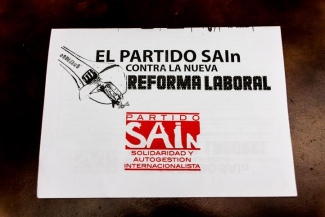 EL PARTIDO SAIn
CONTRA LA NUEVA
REFORMA LABORAL
PARTIDO
SAiN
SOLIDARIDAD Y
AUTOGESTION
INTERNACIONALISTA